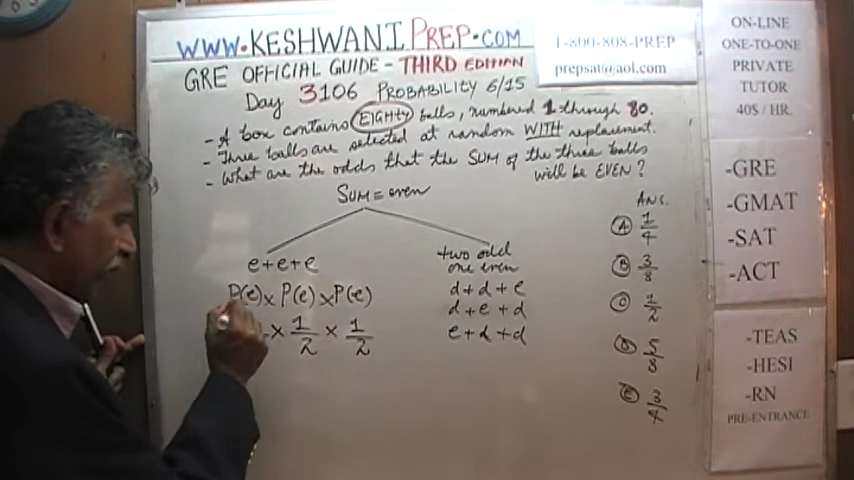 WWW.KESHWANIPREP.COM
GRE OFFICIAL GUIDE - THIRD EDITION
Day 3106 PROBABILITY 6/15
- A box contains EIGHTY balls, numbered 1 through 80.
- Three balls are selected at random WITH replacement.
- What are the odds that the SUM of the three balls
will be EVEN?
SUM = even
e+e+e
P(e) x P(e) x P(e)
x 1/2 x 1/2
two odd
one even
d+d+e
d+e+d
e+d+d
ANS.
A 1/4
B 3/8
C 1/2
D 5/8
E 3/4
1-800-808-PREP
prepsat@aol.com
ON-LINE
ONE-TO-ONE
PRIVATE
TUTOR
40$ / HR.
-GRE
-GMAT
-SAT
-ACT
-TEAS
-HESI
-RN
PRE-ENTRANCE